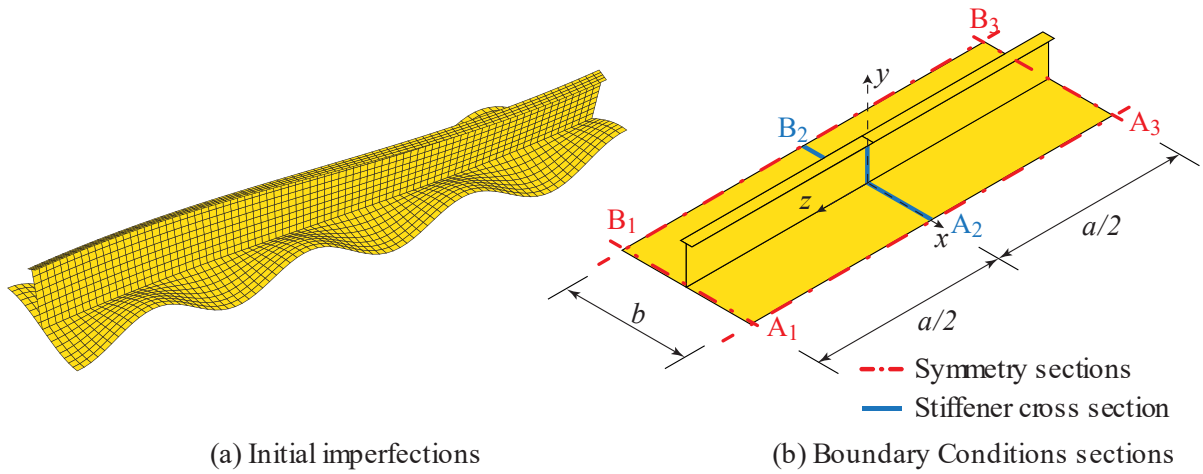 B₃
y
B₂
A₃
z
B₁
x
A₂
a/2
b
A₁
a/2
Symmetry sections
Stiffener cross section
(a) Initial imperfections
(b) Boundary Conditions sections